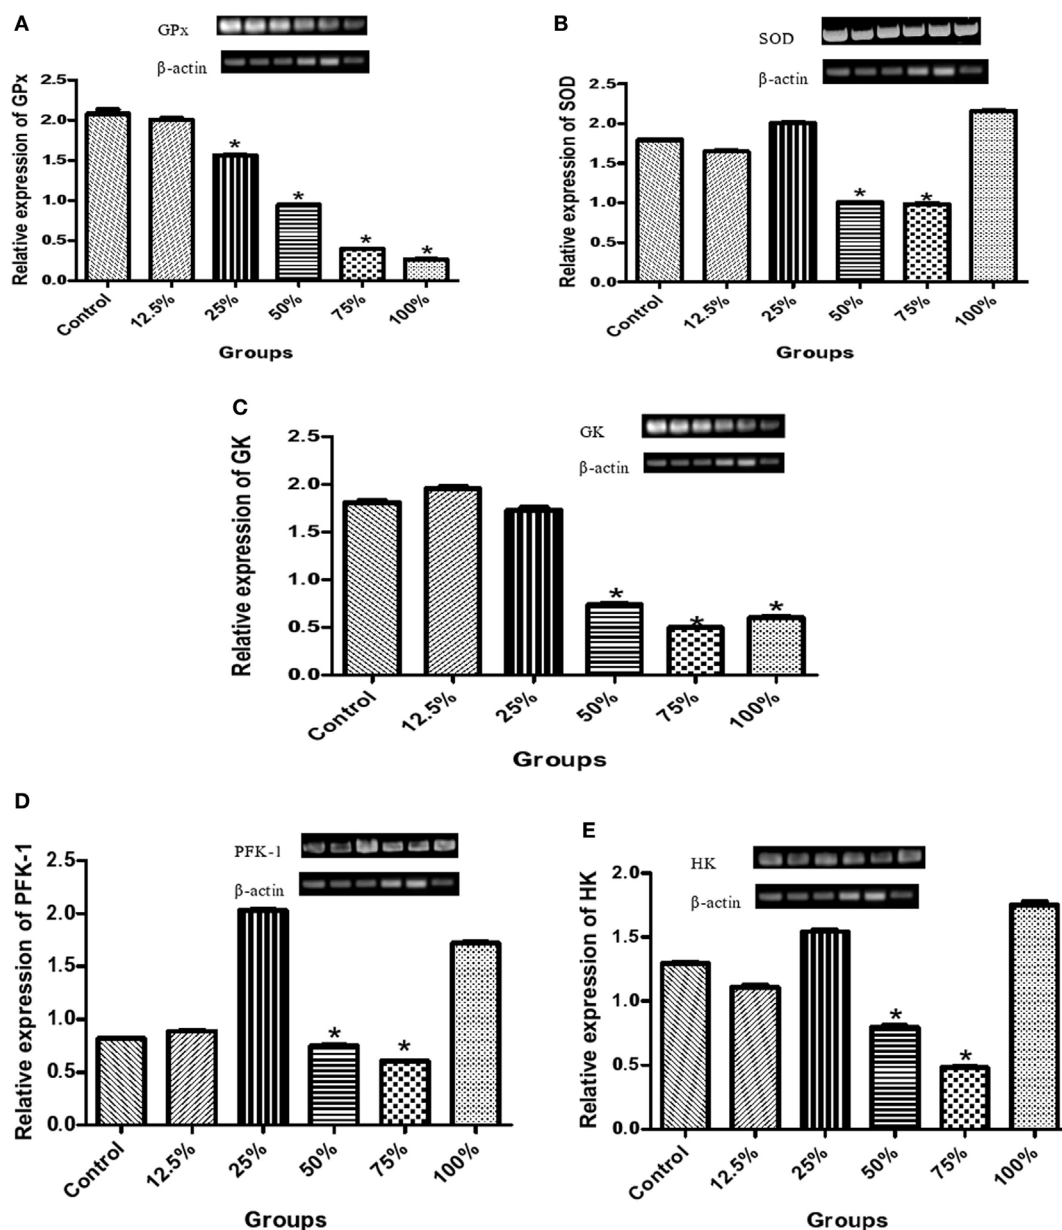 A
GPx
β-actin
Relative expression of GPx
2.5
2.0
1.5
1.0
0.5
0.0
*
*
*
*
Control
12.5%
25%
50%
75%
100%
Groups
B
SOD
β-actin
Relative expression of SOD
2.5
2.0
1.5
1.0
0.5
0.0
*
*
Control
12.5%
25%
50%
75%
100%
Groups
C
GK
β-actin
Relative expression of GK
2.5
2.0
1.5
1.0
0.5
0.0
*
*
*
Control
12.5%
25%
50%
75%
100%
Groups
D
PFK-1
β-actin
Relative expression of PFK-1
2.5
2.0
1.5
1.0
0.5
0.0
*
*
Control
12.5%
25%
50%
75%
100%
Groups
E
HK
β-actin
Relative expression of HK
2.0
1.5
1.0
0.5
0.0
*
*
Control
12.5%
25%
50%
75%
100%
Groups